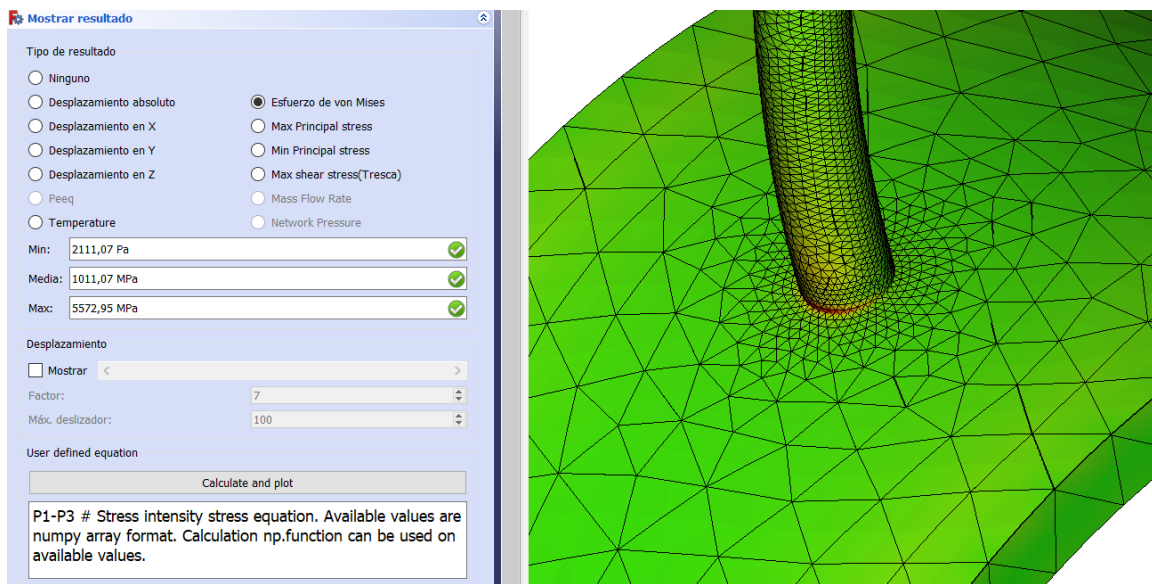 Mostrar resultado
Tipo de resultado
Ninguno
Desplazamiento absoluto
Esfuerzo de von Mises
Desplazamiento en X
Max Principal stress
Desplazamiento en Y
Min Principal stress
Desplazamiento en Z
Max shear stress(Tresca)
Peeq
Mass Flow Rate
Temperature
Network Pressure
Min: 2111,07 Pa
Media: 1011,07 MPa
Max: 5572,95 MPa
Desplazamiento
Mostrar
Factor: 7
Máx. deslizador: 100
User defined equation
Calculate and plot
P1-P3 # Stress intensity stress equation. Available values are
numpy array format. Calculation np.function can be used on
available values.